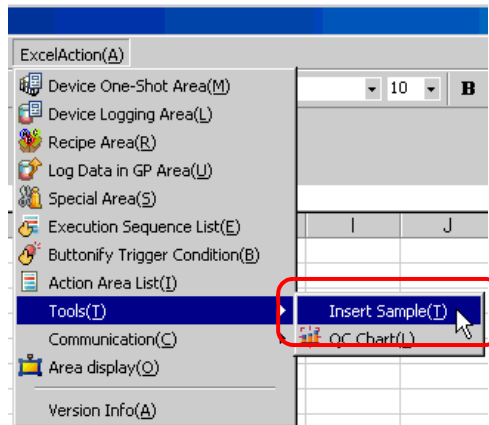 ExcelAction(A)
Device One-Shot Area(M)
10 B
Device Logging Area(L)
Recipe Area(R)
Log Data in GP Area(U)
Special Area(S)
Execution Sequence List(E) I J
Buttonify Trigger Condition(B)
Action Area List(I)
Tools(T) Insert Sample(T)
Communication(C) QC Chart(L)
Area display(O)
Version Info(A)